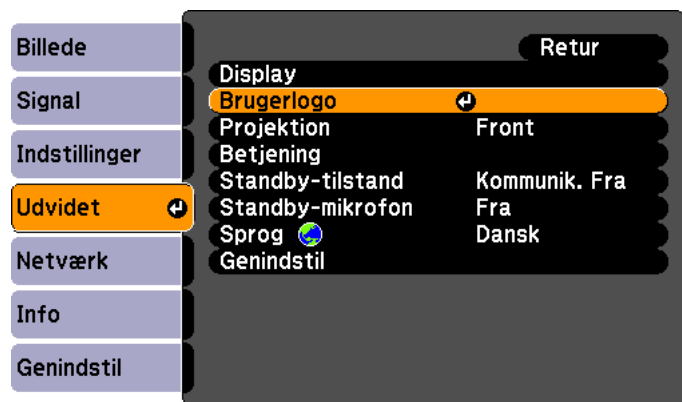 Billede
Signal
Indstillinger
Udvidet
Netværk
Info
Genindstil
Retur
Display
Brugerlogo
Projektion Front
Betjening
Standby-tilstand Kommunik. Fra
Standby-mikrofon Fra
Sprog Dansk
Genindstil